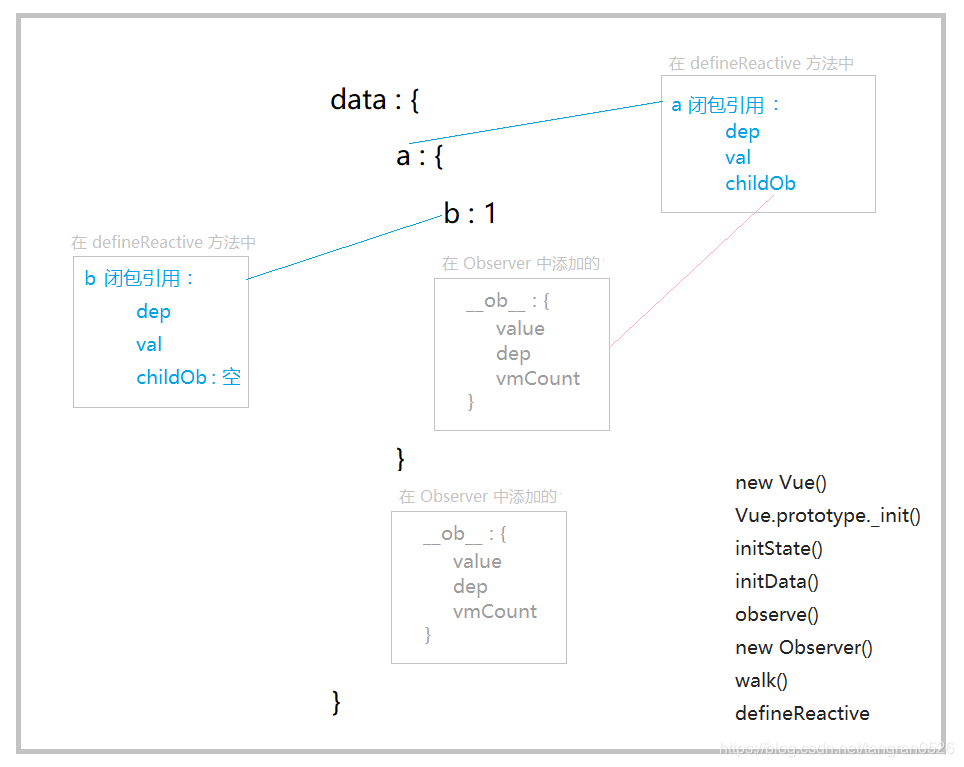 在 defineReactive 方法中
a 闭包引用：
dep
val
childOb
data : {
a : {
b : 1
在 defineReactive 方法中
b 闭包引用：
dep
val
childOb : 空
在 Observer 中添加的
__ob__ : {
value
dep
vmCount
}
}
在 Observer 中添加的
__ob__ : {
value
dep
vmCount
}
}
new Vue()
Vue.prototype._init()
initState()
initData()
observe()
new Observer()
walk()
defineReactive
https://blog.csdn.net/tangran0526